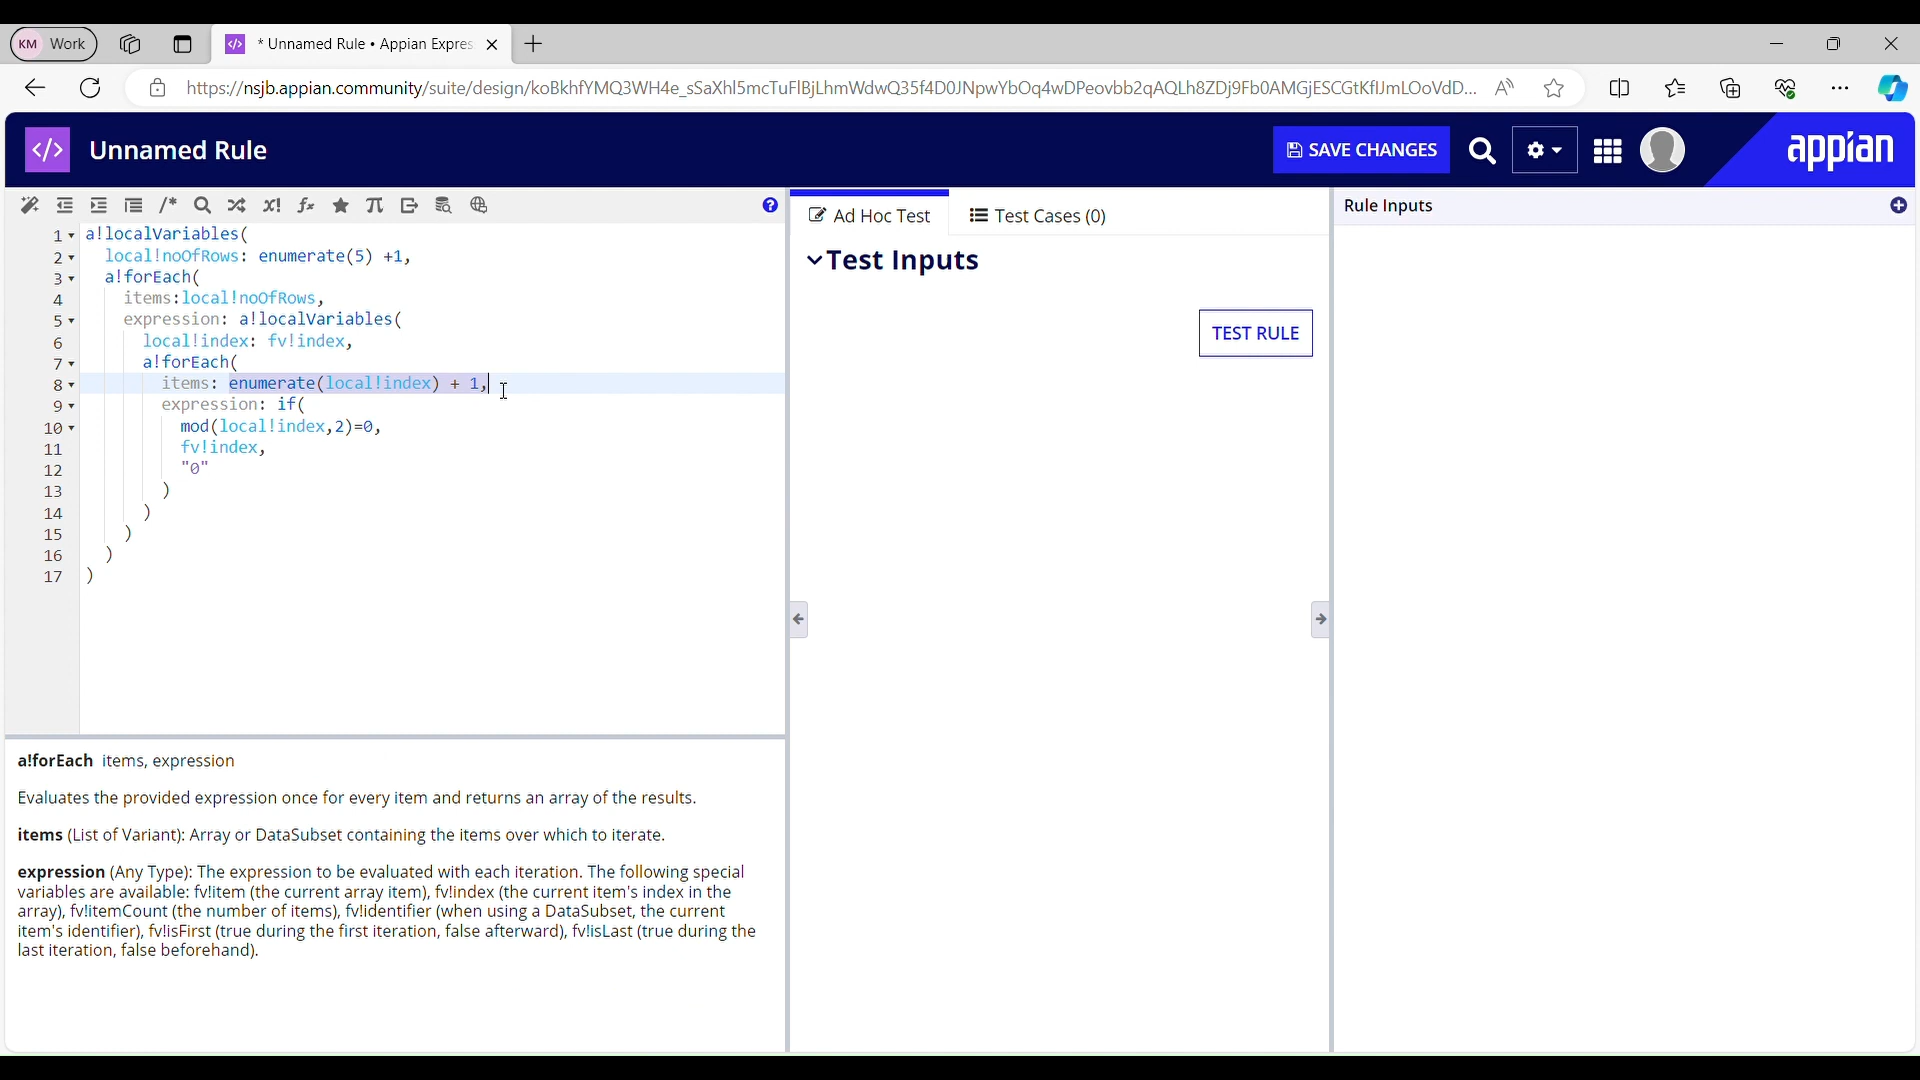 KM Work
* Unnamed Rule • Appian Expres
https://nsjb.appian.community/suite/design/
Unnamed Rule
SAVE CHANGES
appian
Ad Hoc Test
Test Cases (0)
Rule Inputs
Test Inputs
TEST RULE
1 a!localVariables(
2 local!noOfRows: enumerate(5) +1,
3 a!forEach(
4 items:local!noOfRows,
5 expression: a!localVariables(
6 local!index: fv!index,
7 a!forEach(
8 items: enumerate(local!index) + 1,
9 expression: if(
10 mod(local!index,2)=0,
11 fv!index,
12 "0"
13 )
14 )
15 )
16 )
17 )
a!forEach items, expression
Evaluates the provided expression once for every item and returns an array of the results.
items (List of Variant): Array or DataSubset containing the items over which to iterate.
expression (Any Type): The expression to be evaluated with each iteration. The following special
variables are available: fv!item (the current array item), fv!index (the current item's index in the
array), fv!itemCount (the number of items), fv!identifier (when using a DataSubset, the current
item's identifier), fv!isFirst (true during the first iteration, false afterward), fv!isLast (true during the
last iteration, false beforehand).